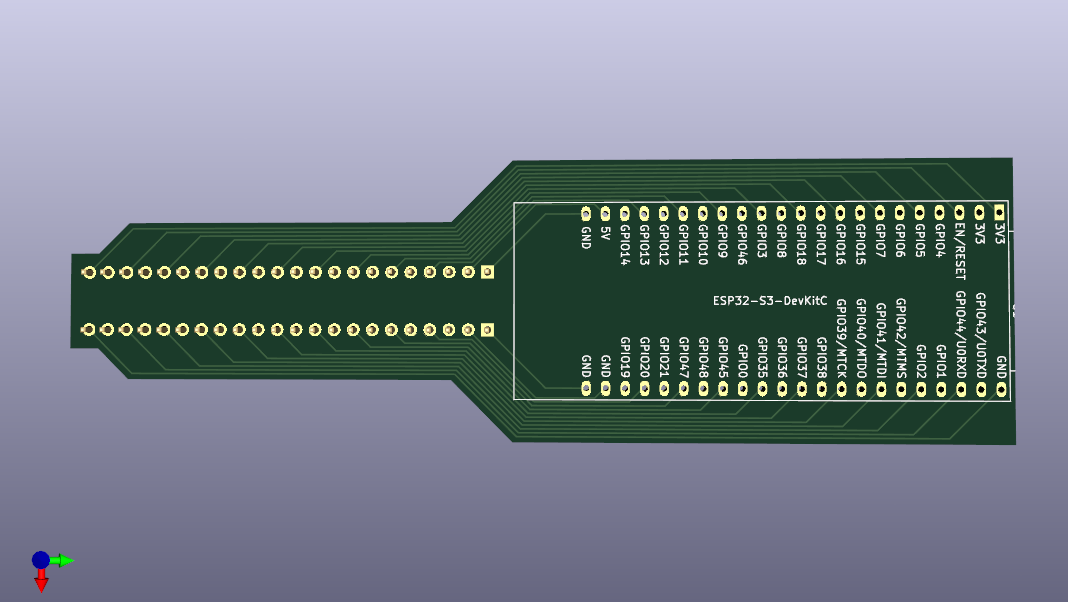 GND
5V
GPIO14
GPIO13
GPIO12
GPIO11
GPIO10
GPIO9
GPIO46
GPIO3
GPIO8
GPIO18
GPIO17
GPIO16
GPIO15
GPIO7
GPIO6
GPIO5
GPIO4
EN/RESET
3V3
3V3
ESP32-S3-DevKitC
GND
GND
GPIO19
GPIO20
GPIO21
GPIO47
GPIO48
GPIO45
GPIO0
GPIO35
GPIO36
GPIO37
GPIO38
GPIO39/MTCK
GPIO40/MTDO
GPIO41/MTDI
GPIO42/MTMS
GPIO2
GPIO1
GPIO44/U0RXD
GPIO43/U0TXD
GND